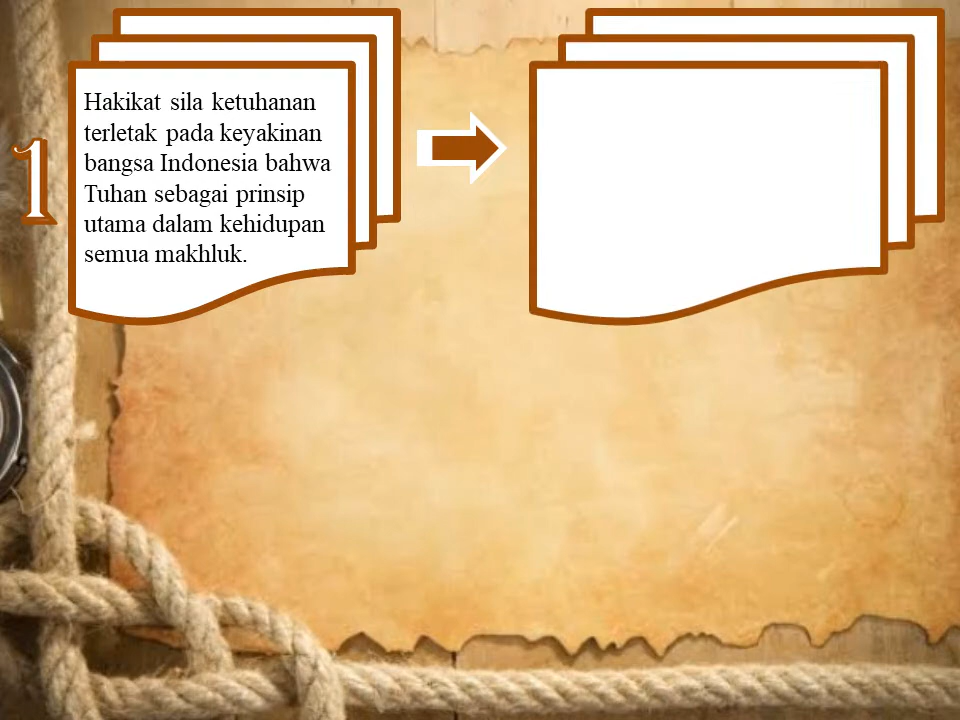 1
Hakikat sila ketuhanan
terletak pada keyakinan
bangsa Indonesia bahwa
Tuhan sebagai prinsip
utama dalam kehidupan
semua makhluk.